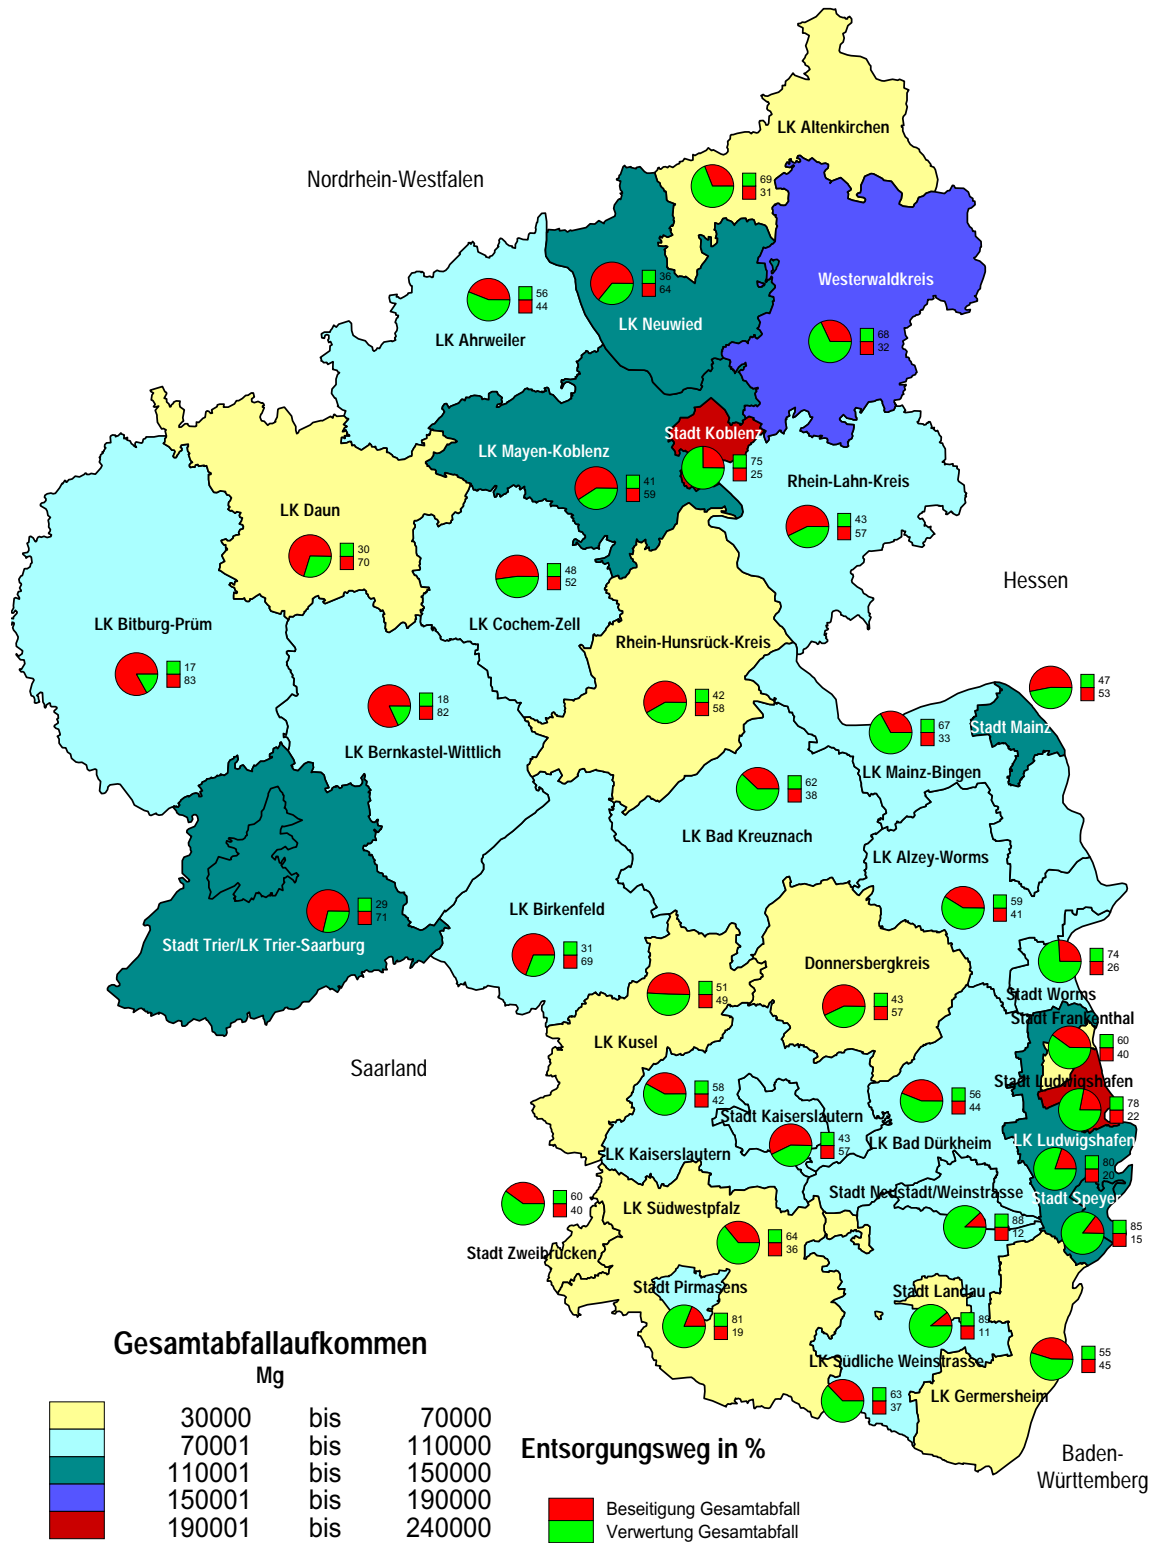 LK Altenkirchen
Nordrhein-Westfalen
69
31
Westerwaldkreis
36
64
56
44
LK Neuwied
LK Ahrweiler
68
32
Stadt Koblenz
LK Mayen-Koblenz
75
25
Rhein-Lahn-Kreis
41
59
LK Daun
43
57
30
70
48
52
Hessen
LK Bitburg-Prüm
LK Cochem-Zell
Rhein-Hunsrück-Kreis
17
83
47
53
18
82
42
58
Stadt Mainz
67
33
LK Bernkastel-Wittlich
LK Mainz-Bingen
62
38
LK Bad Kreuznach
LK Alzey-Worms
29
71
LK Birkenfeld
59
41
Stadt Trier/LK Trier-Saarburg
31
69
74
26
Donnersbergkreis
51
49
Stadt Worms
43
57
Stadt Frankenthal
LK Kusel
60
40
Saarland
Stadt Ludwigshafen
58
42
56
44
78
22
Stadt Kaiserslautern
43
57
LK Bad Dürkheim
LK Ludwigshafen
LK Kaiserslautern
80
20
Stadt Neustadt/Weinstrasse
Stadt Speyer
60
40
LK Südwestpfalz
88
12
85
15
64
36
Stadt Zweibrücken
Stadt Pirmasens
Stadt Landau
81
19
89
11
55
45
LK Südliche Weinstrasse
63
37
LK Germersheim
Gesamtabfallaufkommen
Mg
30000 bis 70000
70001 bis 110000
110001 bis 150000
150001 bis 190000
190001 bis 240000
Entsorgungsweg in %
Beseitigung Gesamtabfall
Verwertung Gesamtabfall
Baden-
Württemberg